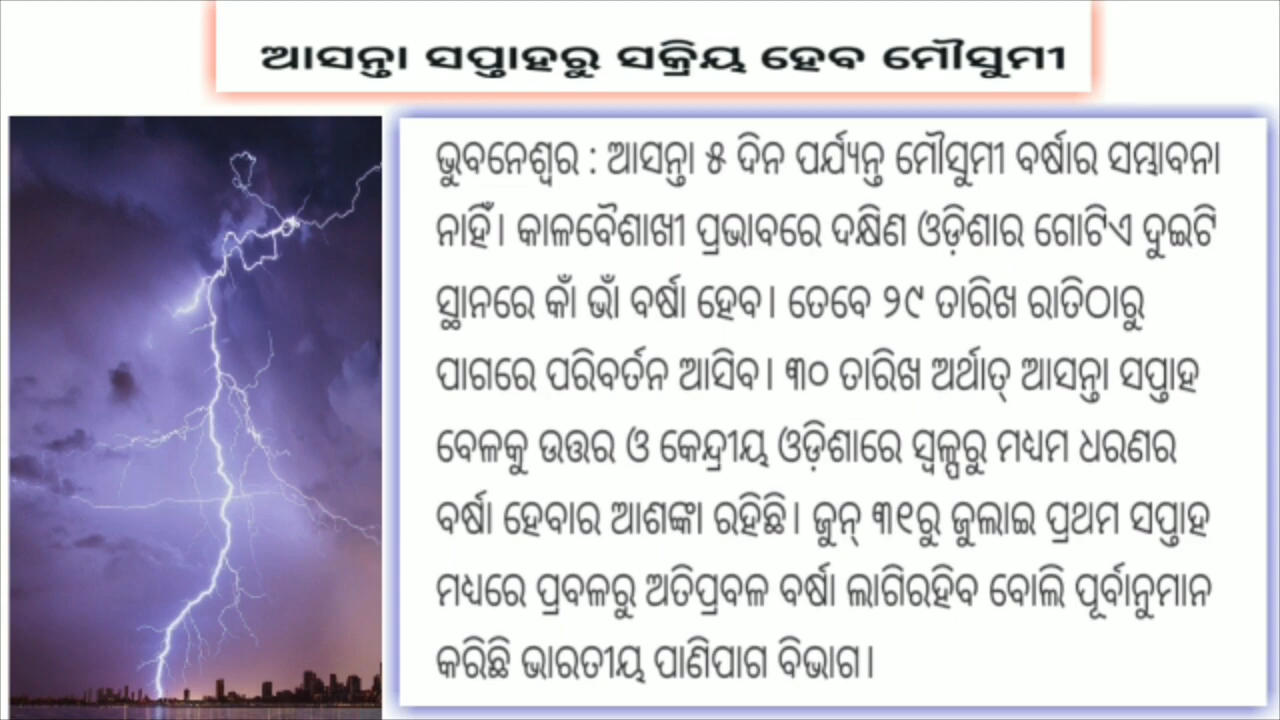 ଆସନ୍ତା ସପ୍ତାହରୁ ସକ୍ରିୟ ହେବ ମୌସୁମୀ
ଭୁବନେଶ୍ୱର : ଆସନ୍ତା ୫ ଦିନ ପର୍ଯ୍ୟନ୍ତ ମୌସୁମୀ ବର୍ଷାର ସମ୍ଭାବନା
ନାହିଁ। କାଳବୈଶାଖୀ ପ୍ରଭାବରେ ଦକ୍ଷିଣ ଓଡ଼ିଶାର ଗୋଟିଏ ଦୁଇଟି
ସ୍ଥାନରେ କାଁ ଭାଁ ବର୍ଷା ହେବ। ତେବେ ୨୯ ତାରିଖ ରାତିଠାରୁ
ପାଗରେ ପରିବର୍ତନ ଆସିବ। ୩୦ ତାରିଖ ଅର୍ଥାତ୍ ଆସନ୍ତା ସପ୍ତାହ
ବେଳକୁ ଉତ୍ତର ଓ କେନ୍ଦ୍ରୀୟ ଓଡ଼ିଶାରେ ସ୍ୱଳ୍ପରୁ ମଧ୍ୟମ ଧରଣର
ବର୍ଷା ହେବାର ଆଶଙ୍କା ରହିଛି। ଜୁନ୍ ୩୧ରୁ ଜୁଲାଇ ପ୍ରଥମ ସପ୍ତାହ
ମଧ୍ୟରେ ପ୍ରବଳରୁ ଅତିପ୍ରବଳ ବର୍ଷା ଲାଗିରହିବ ବୋଲି ପୂର୍ବାନୁମାନ
କରିଛି ଭାରତୀୟ ପାଣିପାଗ ବିଭାଗ।